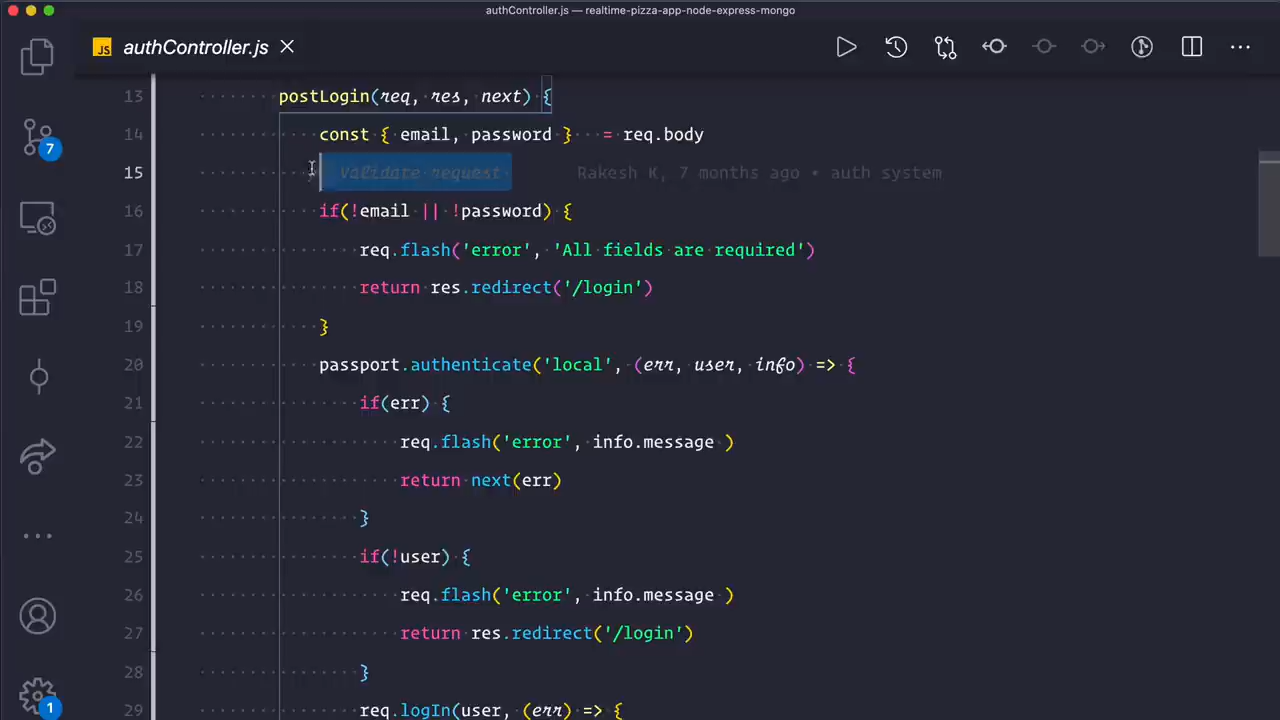 authController.js — realtime-pizza-app-node-express-mongo
JS authController.js
13 postLogin(req, res, next) {
14 const { email, password } = req.body
15 Validate request Rakesh K, 7 months ago • auth system
16 if(!email || !password) {
17 req.flash('error', 'All fields are required')
18 return res.redirect('/login')
19 }
20 passport.authenticate('local', (err, user, info) => {
21 if(err) {
22 req.flash('error', info.message )
23 return next(err)
24 }
25 if(!user) {
26 req.flash('error', info.message )
27 return res.redirect('/login')
28 }
29 req.logIn(user, (err) => {
7
1